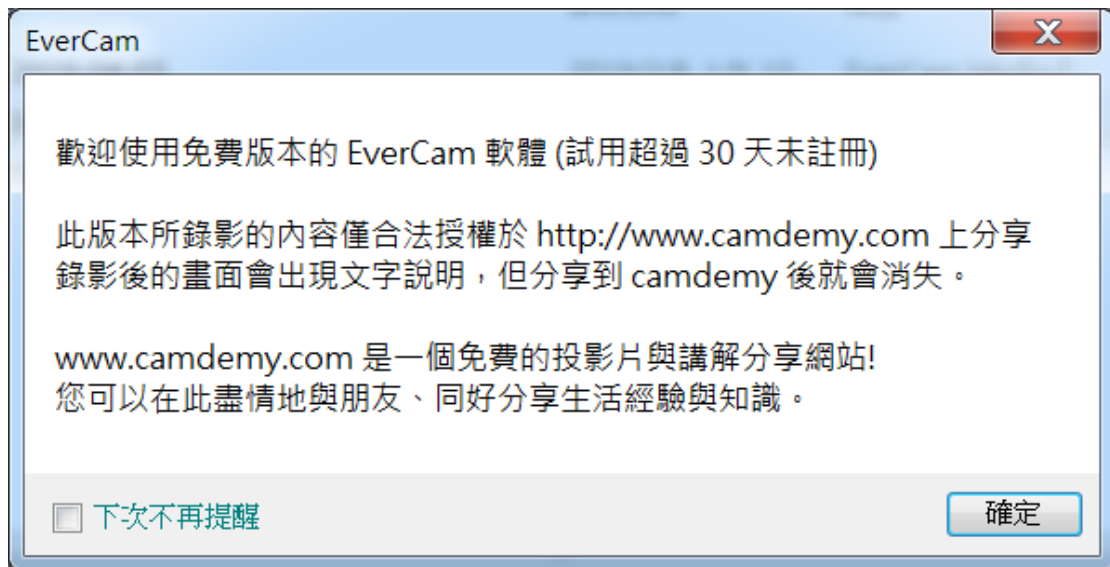 EverCam
歡迎使用免費版本的 EverCam 軟體 (試用超過 30 天未註冊)
此版本所錄影的內容僅合法授權於 http://www.camdemy.com 上分享
錄影後的畫面會出現文字說明，但分享到 camdemy 後就會消失。
www.camdemy.com 是一個免費的投影片與講解分享網站!
您可以在此盡情地與朋友、同好分享生活經驗與知識。
下次不再提醒
確定